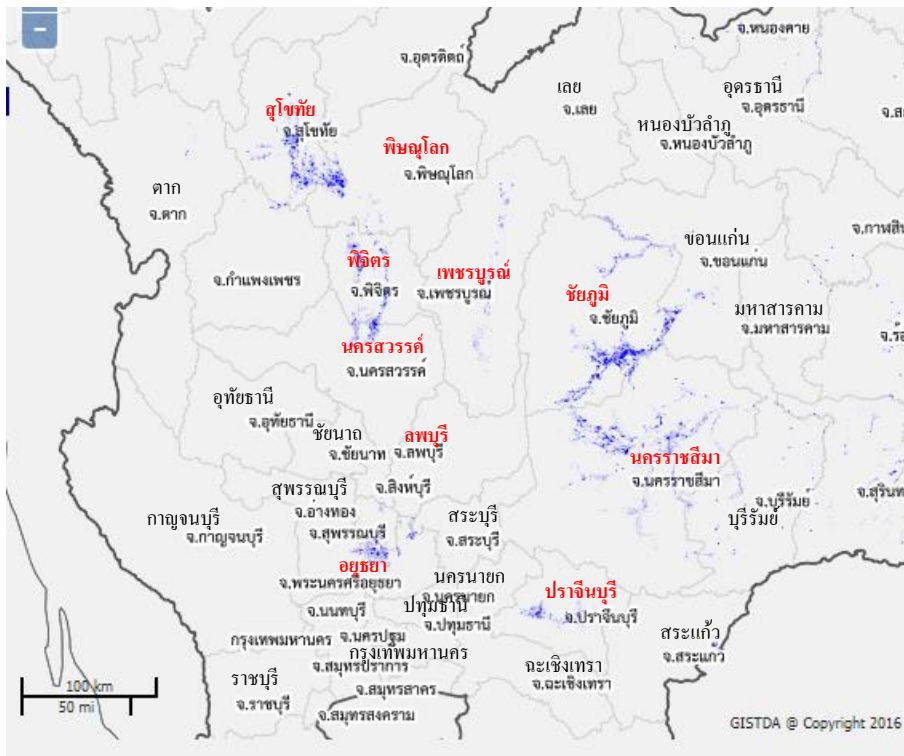 -
จ.หนองคาย
จ.อุตรดิตถ์
เลย
จ.เลย
อุดรธานี
จ.อุดรธานี
สุโขทัย
จ.สุโขทัย
หนองบัวลำภู
จ.หนองบัวลำภู
พิษณุโลก
จ.พิษณุโลก
ตาก
จ.ตาก
ขอนแก่น
จ.ขอนแก่น
จ.กาฬสิน
พิจิตร
จ.พิจิตร
จ.กำแพงเพชร
เพชรบูรณ์
จ.เพชรบูรณ์
ชัยภูมิ
จ.ชัยภูมิ
มหาสารคาม
จ.มหาสารคาม
จ.ร้อ
นครสวรรค์
จ.นครสวรรค์
อุทัยธานี
จ.อุทัยธานี
ชัยนาถ
จ.ชัยนาท
ลพบุรี
จ.ลพบุรี
นครราชสีมา
จ.นครราชสีมา
สุพรรณบุรี
จ.สิงห์บุรี
จ.อ่างทอง
จ.สุพรรณบุรี
สระบุรี
จ.สระบุรี
จ.บุรีรัมย์
บุรีรัมย์
จ.สุรินท
กาญจนบุรี
จ.กาญจนบุรี
อยุธยา
จ.พระนครศรีอยุธยา
นครนายก
จ.นครนายก
ปราจีนบุรี
จ.ปราจีนบุรี
ปทุมธานี
จ.ปทุมธานี
จ.นนทบุรี
กรุงเทพมหานคร
จ.นครปฐม
กรุงเทพมหานคร
สระแก้ว
จ.สระแก้ว
ฉะเชิงเทรา
จ.ฉะเชิงเทรา
ราชบุรี
จ.ราชบุรี
จ.สมุทรปราการ
จ.สมุทรสาคร
จ.สมุทรสงคราม
100 km
50 mi
GISTDA @ Copyright 2016